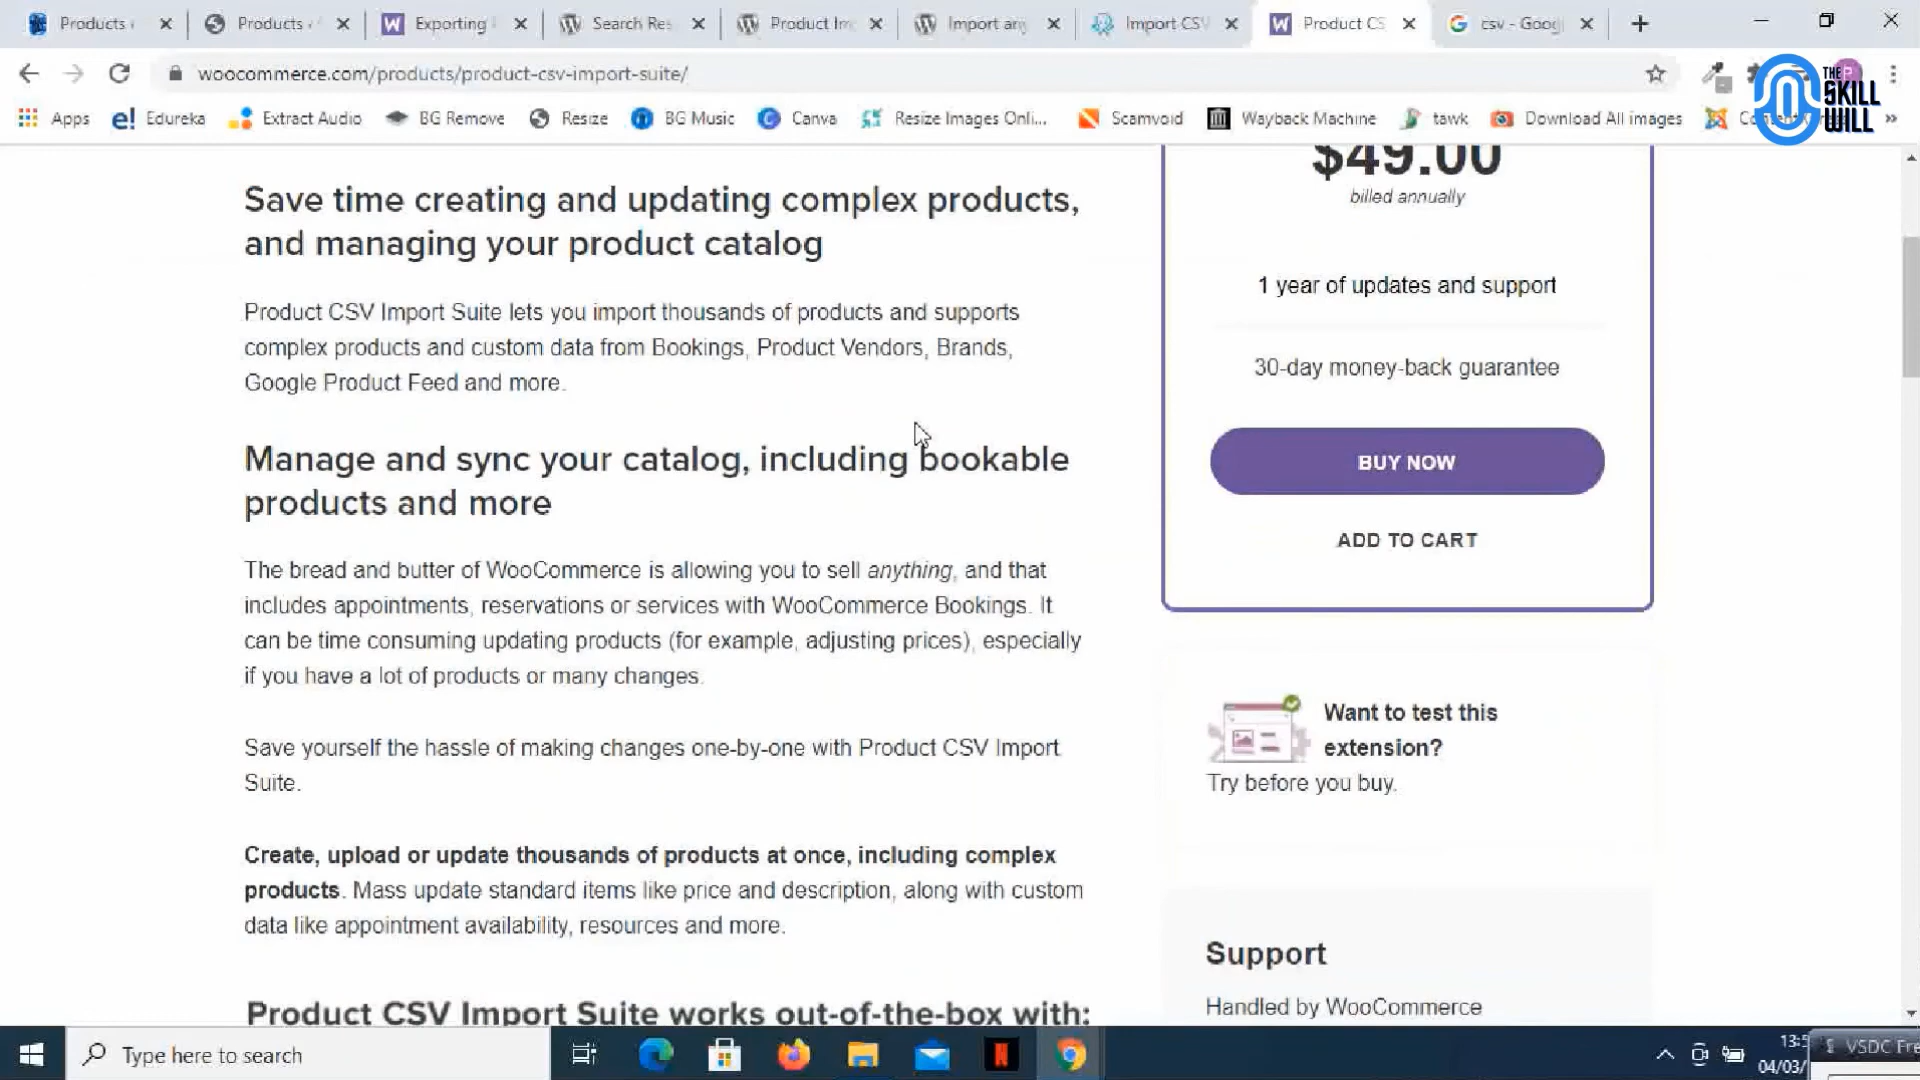 Products
Products
Exporting
Search Res
Product Im
Import any
Import CSV
Product CS
csv - Goog
woocommerce.com/products/product-csv-import-suite/
Apps
Edureka
Extract Audio
BG Remove
Resize
BG Music
Canva
Resize Images Onli...
Scamvoid
Wayback Machine
tawk
Download All images
THE
SKILL
WILL
$49.00
billed annually
Save time creating and updating complex products,
and managing your product catalog
1 year of updates and support
Product CSV Import Suite lets you import thousands of products and supports
complex products and custom data from Bookings, Product Vendors, Brands,
Google Product Feed and more.
30-day money-back guarantee
BUY NOW
ADD TO CART
Manage and sync your catalog, including bookable
products and more
The bread and butter of WooCommerce is allowing you to sell anything, and that
includes appointments, reservations or services with WooCommerce Bookings. It
can be time consuming updating products (for example, adjusting prices), especially
if you have a lot of products or many changes.
Want to test this
extension?
Try before you buy.
Save yourself the hassle of making changes one-by-one with Product CSV Import
Suite.
Create, upload or update thousands of products at once, including complex
products. Mass update standard items like price and description, along with custom
data like appointment availability, resources and more.
Support
Handled by WooCommerce
Product CSV Import Suite works out-of-the-box with:
Type here to search
13:5
04/03/
VSDC Fre